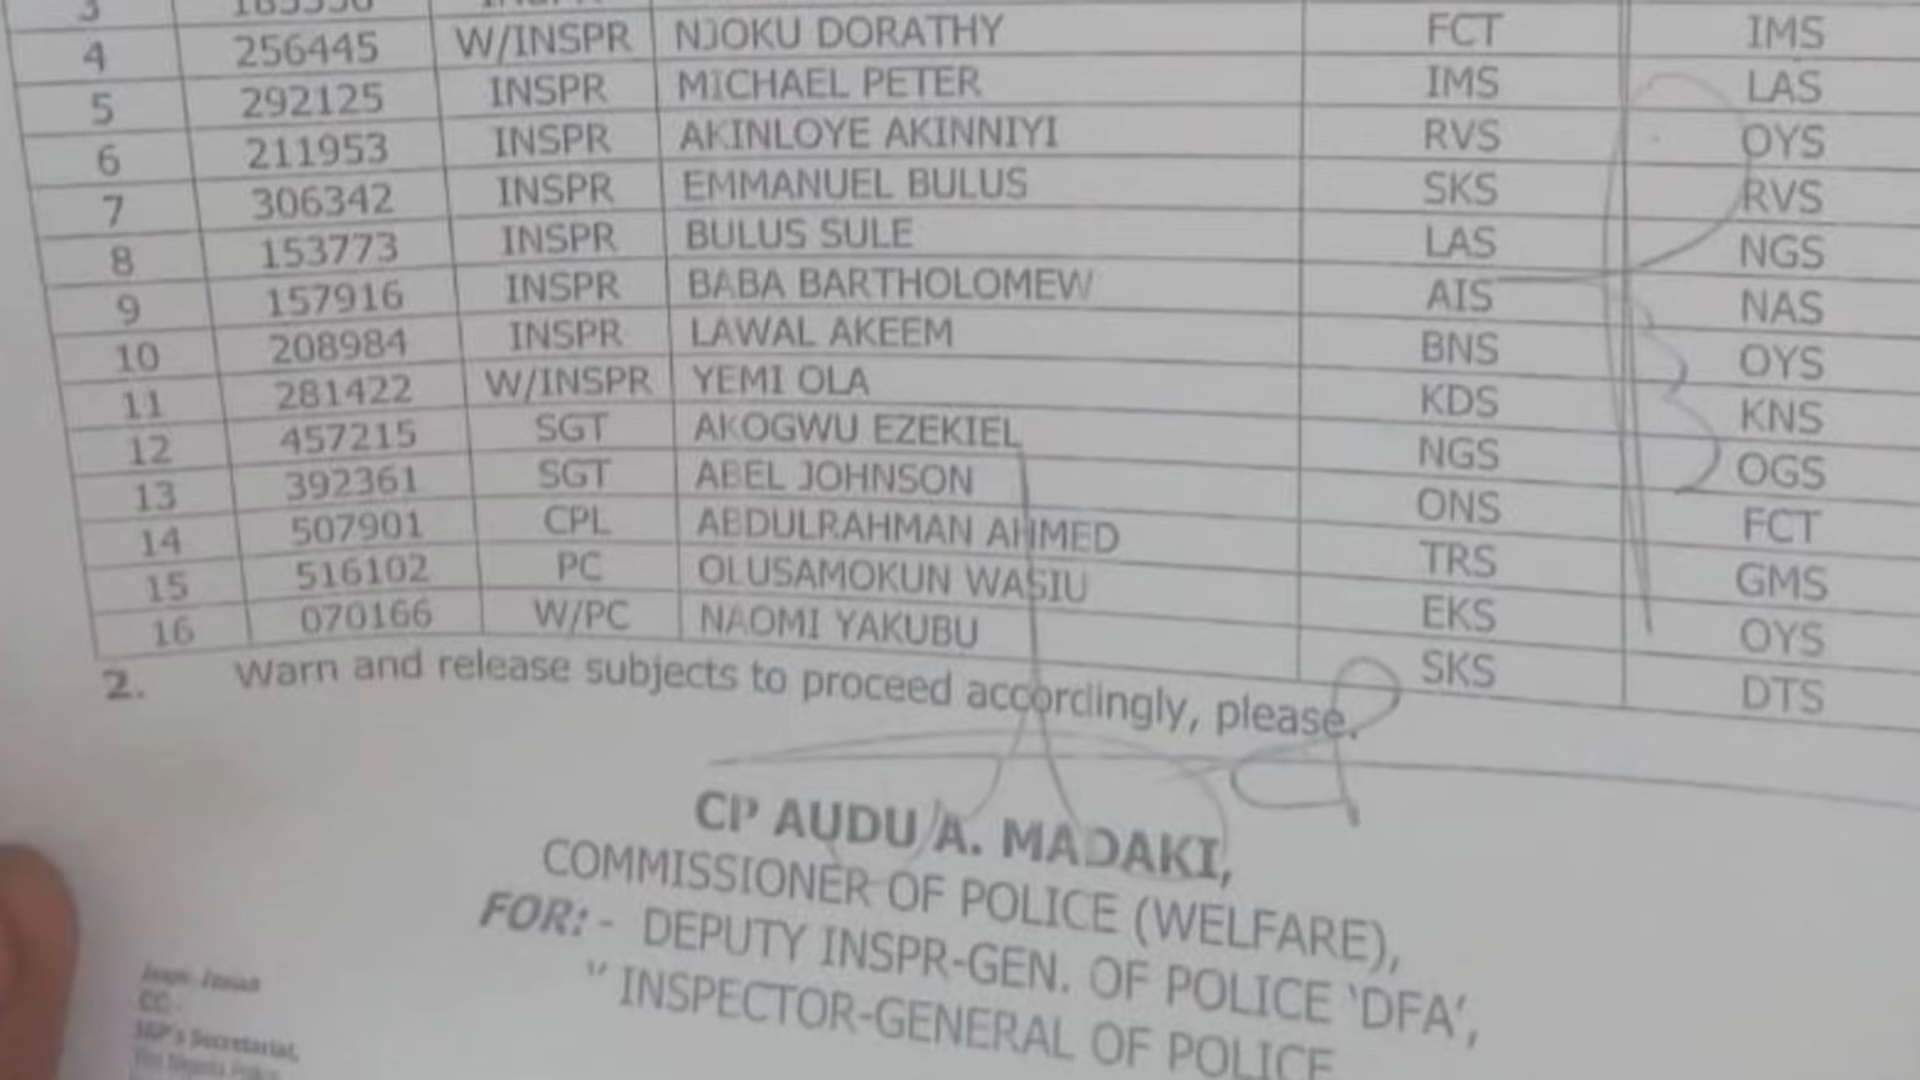 3
4 256445 W/INSPR NJOKU DORATHY FCT IMS
5 292125 INSPR MICHAEL PETER IMS LAS
6 211953 INSPR AKINLOYE AKINNIYI RVS OYS
7 306342 INSPR EMMANUEL BULUS SKS RVS
8 153773 INSPR BULUS SULE LAS NGS
9 157916 INSPR BABA BARTHOLOMEW AIS NAS
10 208984 INSPR LAWAL AKEEM BNS OYS
11 281422 W/INSPR YEMI OLA KDS KNS
12 457215 SGT AKOGWU EZEKIEL NGS OGS
13 392361 SGT ABEL JOHNSON ONS FCT
14 507901 CPL ABDULRAHMAN AHMED TRS GMS
15 516102 PC OLUSAMOKUN WASIU EKS OYS
16 070166 W/PC NAOMI YAKUBU SKS DTS
2. Warn and release subjects to proceed accordingly, please.
CP AUDU A. MADAKI,
COMMISSIONER OF POLICE (WELFARE),
FOR: - DEPUTY INSPR-GEN. OF POLICE 'DFA',
" INSPECTOR-GENERAL OF POLICE
CC:-
IGP's Secretariat,